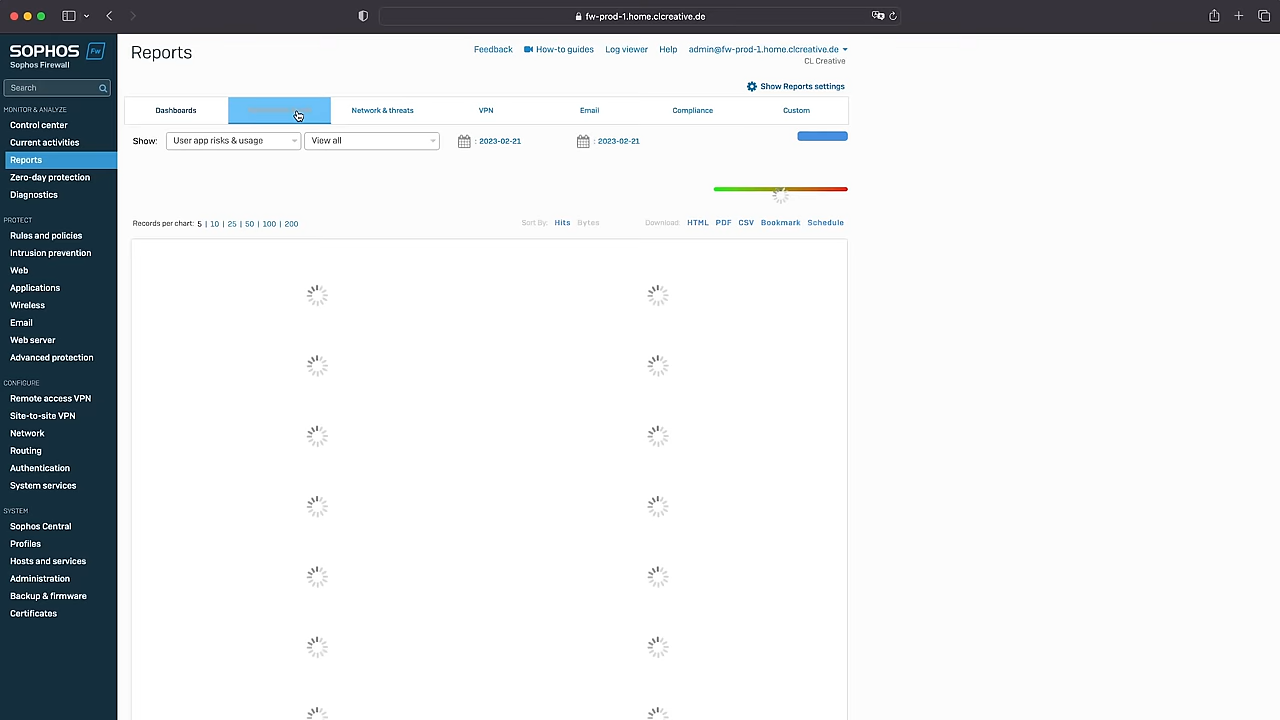 fw-prod-1.home.clcreative.de
SOPHOS Fw
Sophos Firewall
Search
MONITOR & ANALYZE
Control center
Current activities
Reports
Zero-day protection
Diagnostics
PROTECT
Rules and policies
Intrusion prevention
Web
Applications
Wireless
Email
Web server
Advanced protection
CONFIGURE
Remote access VPN
Site-to-site VPN
Network
Routing
Authentication
System services
SYSTEM
Sophos Central
Profiles
Hosts and services
Administration
Backup & firmware
Certificates
Reports
Feedback How-to guides Log viewer Help admin@fw-prod-1.home.clcreative.de
CL Creative
Show Reports settings
Dashboards Network & threats VPN Email Compliance Custom
Show: User app risks & usage View all : 2023-02-21 : 2023-02-21
Records per chart: 5 | 10 | 25 | 50 | 100 | 200 Sort By: Hits Bytes Download: HTML PDF CSV Bookmark Schedule